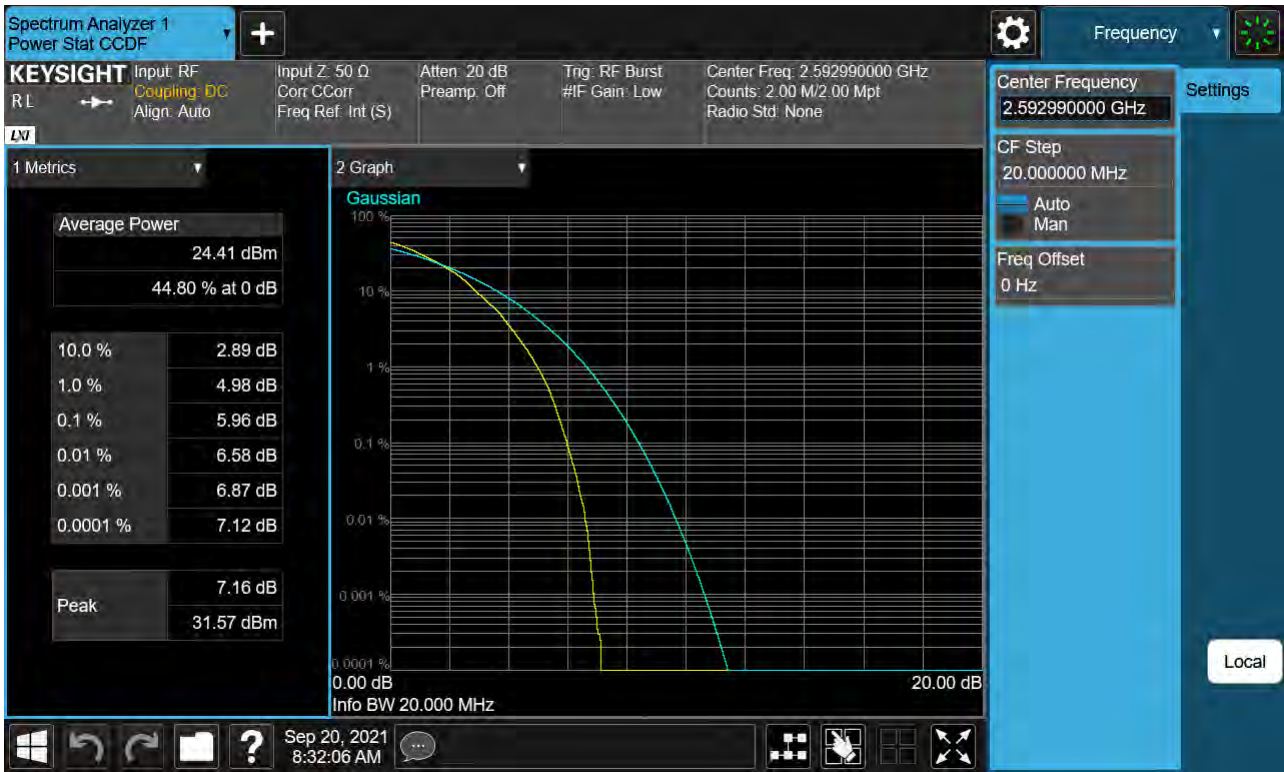 Spectrum Analyzer 1
Power Stat CCDF
+
Frequency
KEYSIGHT
RL
LXI
Input: RF
Coupling: DC
Align: Auto
Input Z: 50 Ω
Corr CCorr
Freq Ref: Int (S)
Atten: 20 dB
Preamp: Off
Trig: RF Burst
#IF Gain: Low
Center Freq: 2.592990000 GHz
Counts: 2.00 M/2.00 Mpt
Radio Std: None
Center Frequency
2.592990000 GHz
Settings
CF Step
20.000000 MHz
Auto
Man
Freq Offset
0 Hz
1 Metrics
Average Power
24.41 dBm
44.80 % at 0 dB
10.0 % 2.89 dB
1.0 % 4.98 dB
0.1 % 5.96 dB
0.01 % 6.58 dB
0.001 % 6.87 dB
0.0001 % 7.12 dB
Peak
7.16 dB
31.57 dBm
2 Graph
Gaussian
100 %
10 %
1 %
0.1 %
0.01 %
0.001 %
0.0001 %
0.00 dB 20.00 dB
Info BW 20.000 MHz
Local
?
Sep 20, 2021
8:32:06 AM